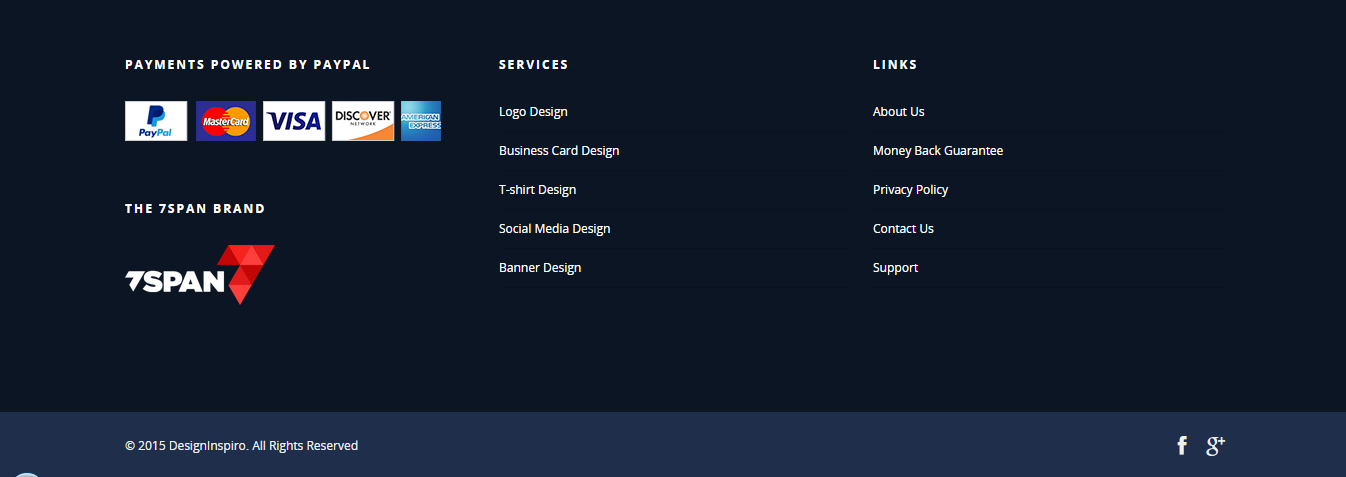 PAYMENTS POWERED BY PAYPAL
PayPal
MasterCard
VISA
DISCOVER
NETWORK
AMERICAN
EXPRESS
THE 7SPAN BRAND
7SPAN
SERVICES
Logo Design
Business Card Design
T-shirt Design
Social Media Design
Banner Design
LINKS
About Us
Money Back Guarantee
Privacy Policy
Contact Us
Support
© 2015 DesignInspiro. All Rights Reserved
f
g+